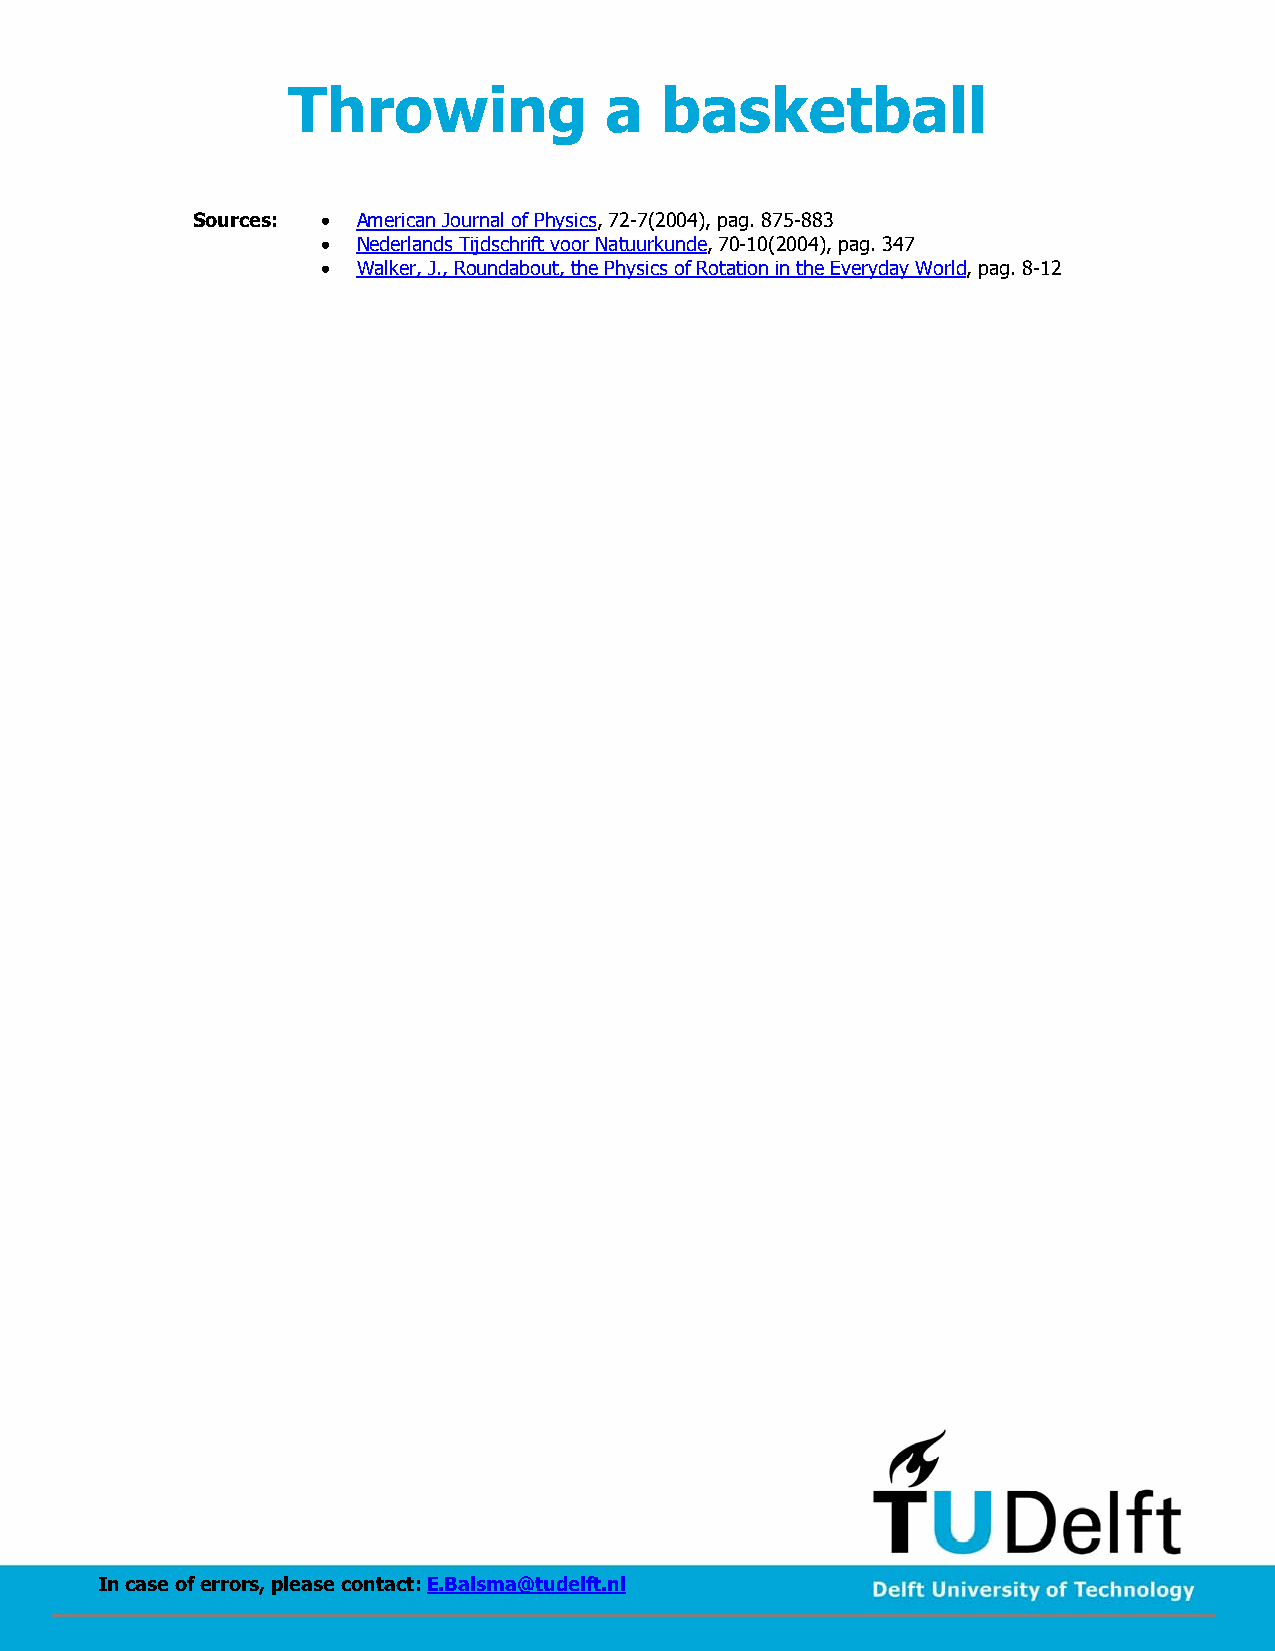 Throwing a basketball
Sources: • American Journal of Physics, 72-7(2004), pag. 875-883
• Nederlands Tijdschrift voor Natuurkunde, 70-10(2004), pag. 347
• Walker, J., Roundabout, the Physics of Rotation in the Everyday World, pag. 8-12
TUDelft
In case of errors, please contact: E.Balsma@tudelft.nl
Delft University of Technology